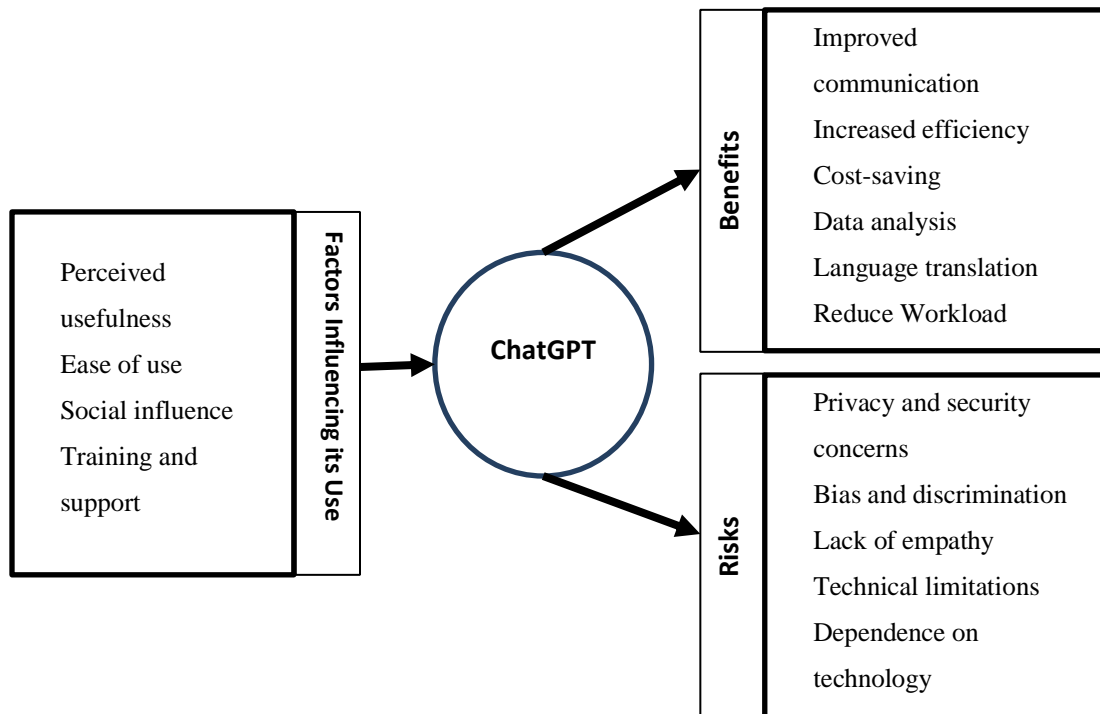 Perceived
usefulness
Ease of use
Social influence
Training and
support
Factors Influencing its Use
ChatGPT
Benefits
Improved
communication
Increased efficiency
Cost-saving
Data analysis
Language translation
Reduce Workload
Risks
Privacy and security
concerns
Bias and discrimination
Lack of empathy
Technical limitations
Dependence on
technology